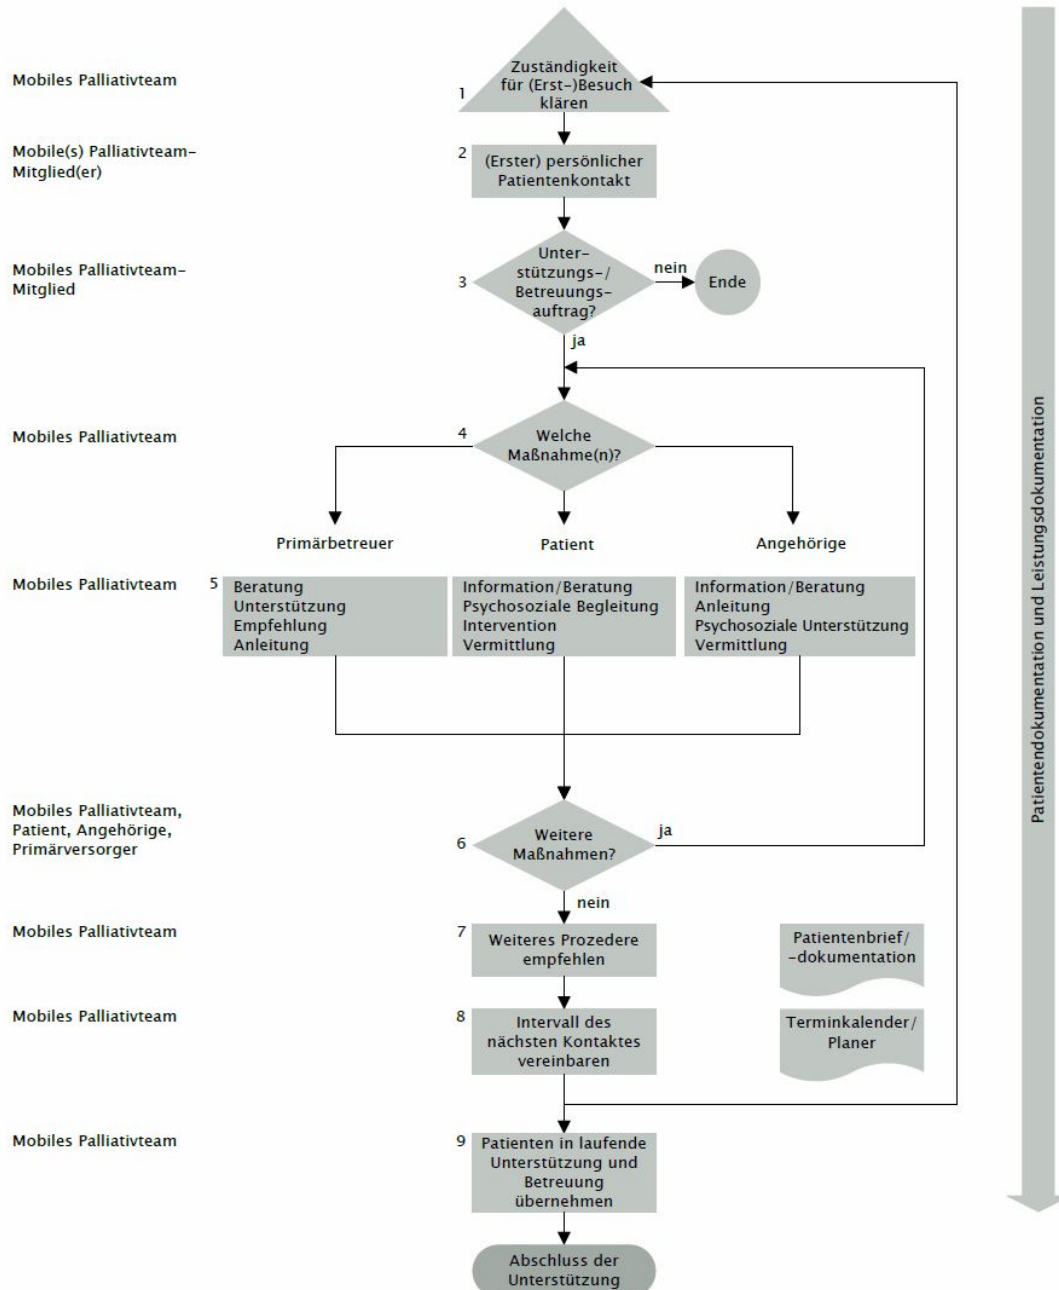 Mobiles Palliativteam
1
Zuständigkeit
für (Erst-)Besuch
klären
Mobile(s) Palliativteam-
Mitglied(er)
2
(Erster) persönlicher
Patientenkontakt
Mobiles Palliativteam-
Mitglied
3
Unter-
stützungs-/
Betreuungs-
auftrag?
nein
Ende
ja
Mobiles Palliativteam
4
Welche
Maßnahme(n)?
Primärbetreuer
Patient
Angehörige
Mobiles Palliativteam
5
Beratung
Unterstützung
Empfehlung
Anleitung
Information/Beratung
Psychosoziale Begleitung
Intervention
Vermittlung
Information/Beratung
Anleitung
Psychosoziale Unterstützung
Vermittlung
Mobiles Palliativteam,
Patient, Angehörige,
Primärversorger
6
Weitere
Maßnahmen?
ja
nein
Mobiles Palliativteam
7
Weiteres Prozedere
empfehlen
Patientenbrief/
-dokumentation
Mobiles Palliativteam
8
Intervall des
nächsten Kontaktes
vereinbaren
Terminkalender/
Planer
Mobiles Palliativteam
9
Patienten in laufende
Unterstützung und
Betreuung
übernehmen
Abschluss der
Unterstützung
Patientendokumentation und Leistungsdokumentation